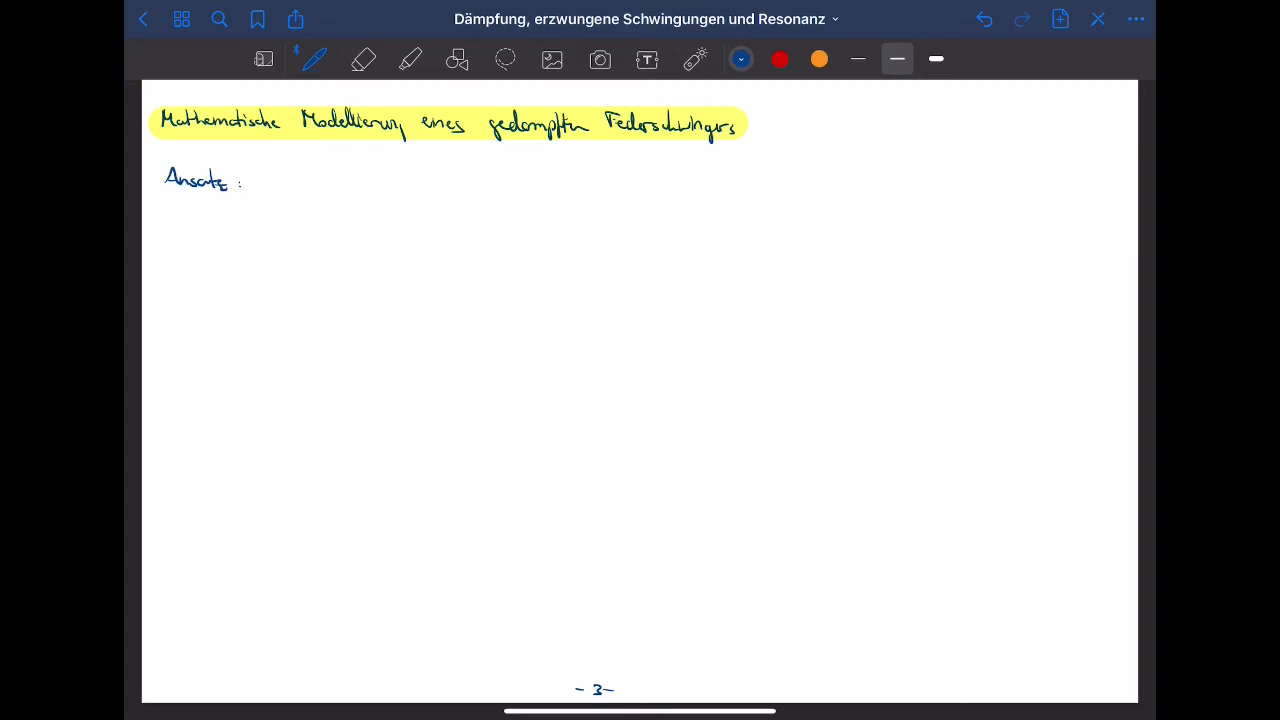 Dämpfung, erzwungene Schwingungen und Resonanz
T
Mathematische Modellierung eines gedämpften Federschwingers
Ansatz :
- 3 -